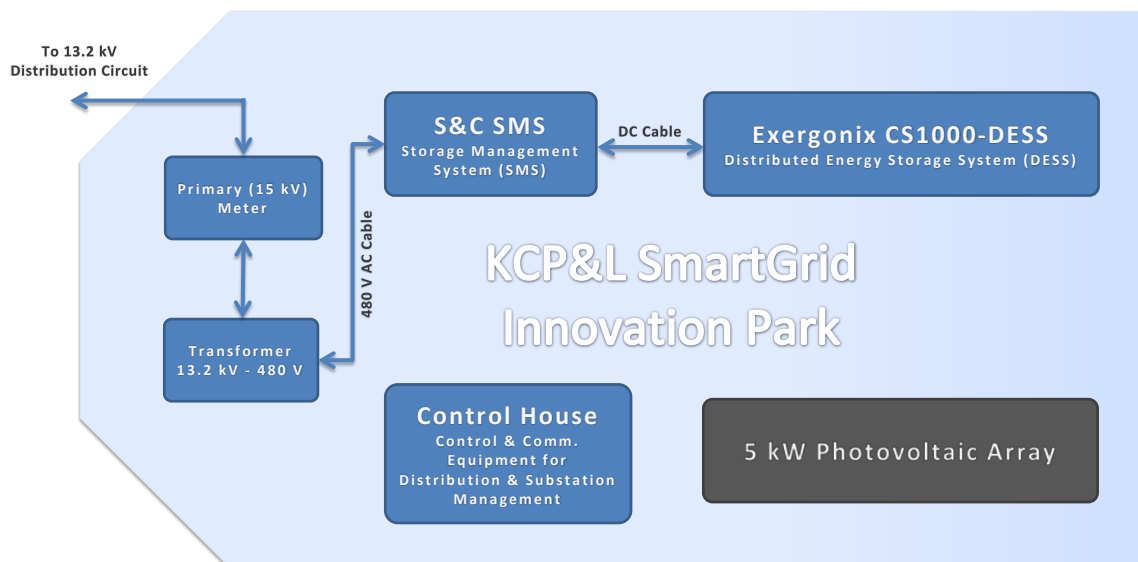 To 13.2 kV
Distribution Circuit
S&C SMS
Storage Management
System (SMS)
DC Cable
Exergonix CS1000-DESS
Distributed Energy Storage System (DESS)
Primary (15 kV)
Meter
480 V AC Cable
KCP&L SmartGrid
Innovation Park
Transformer
13.2 kV - 480 V
Control House
Control & Comm.
Equipment for
Distribution & Substation
Management
5 kW Photovoltaic Array